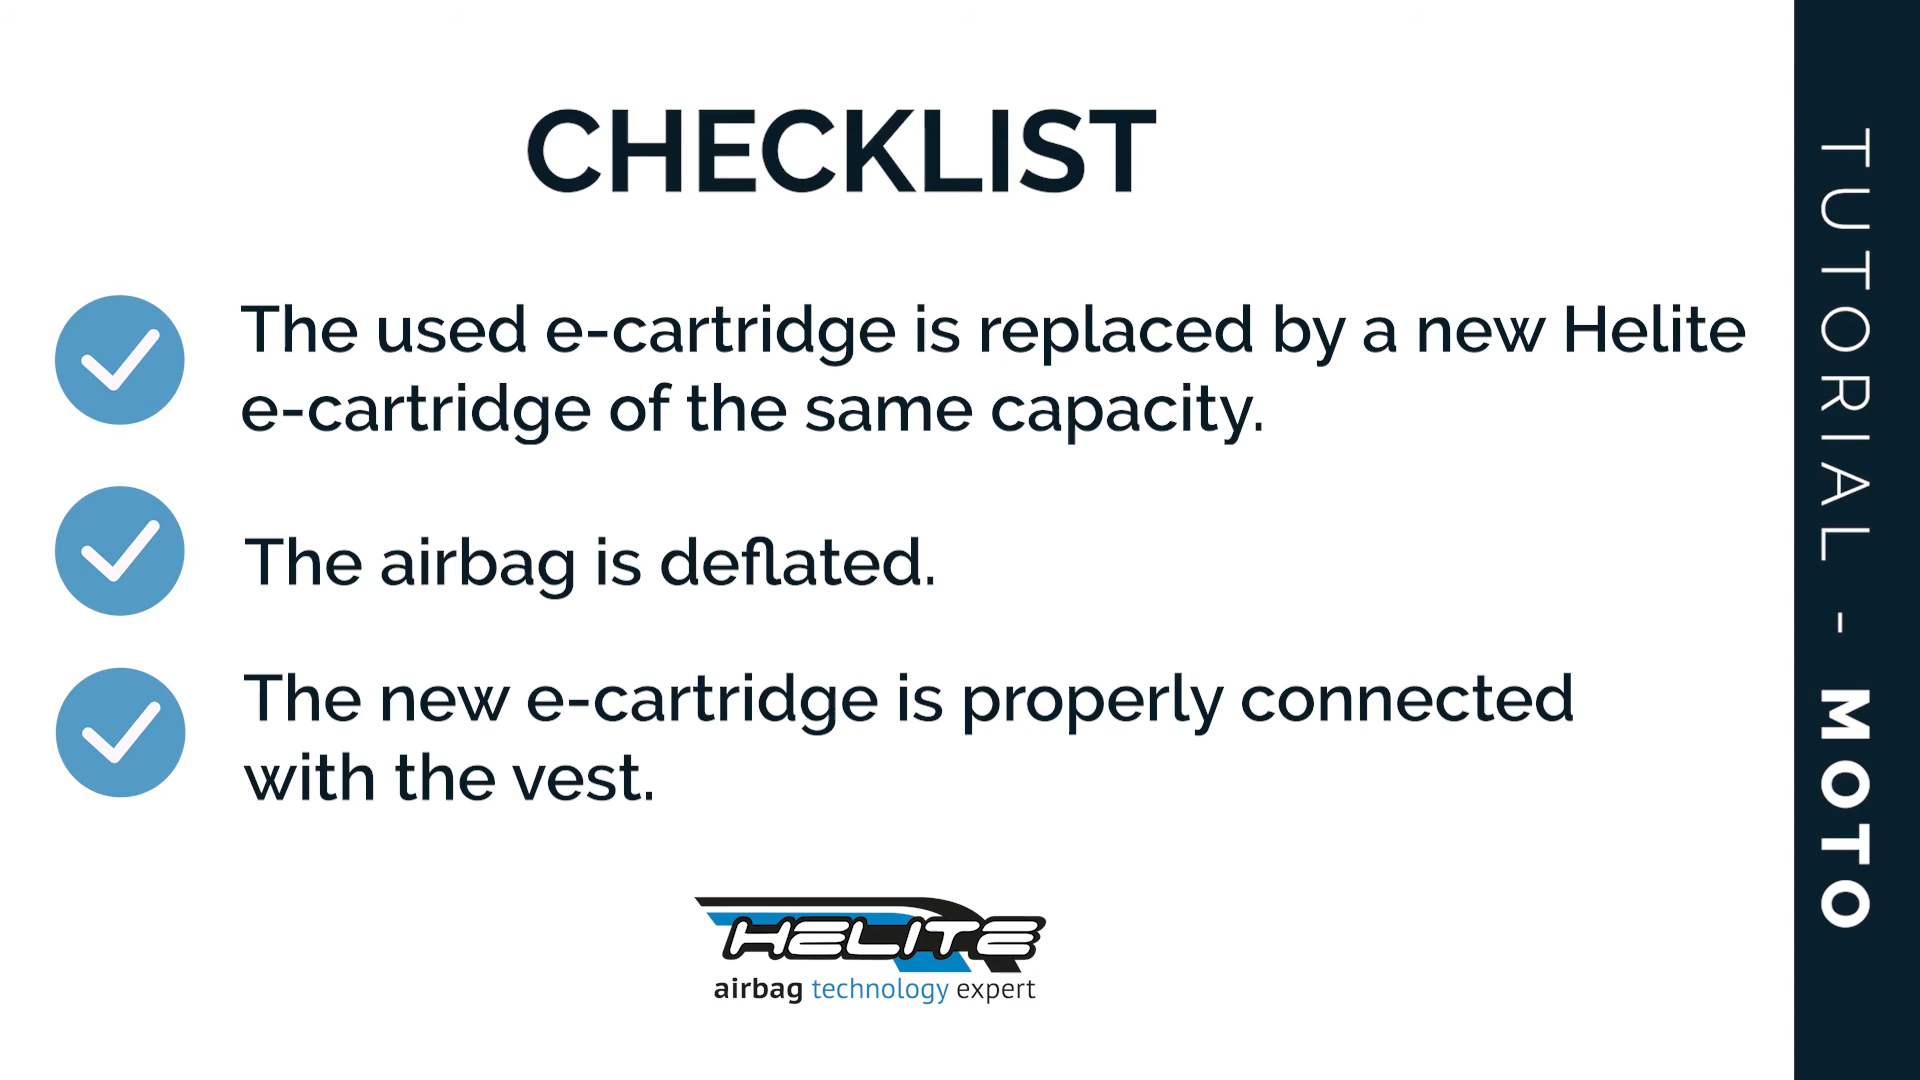 CHECKLIST
The used e-cartridge is replaced by a new Helite
e-cartridge of the same capacity.
The airbag is deflated.
The new e-cartridge is properly connected
with the vest.
HELITE
airbag technology expert
TUTORIAL - MOTO